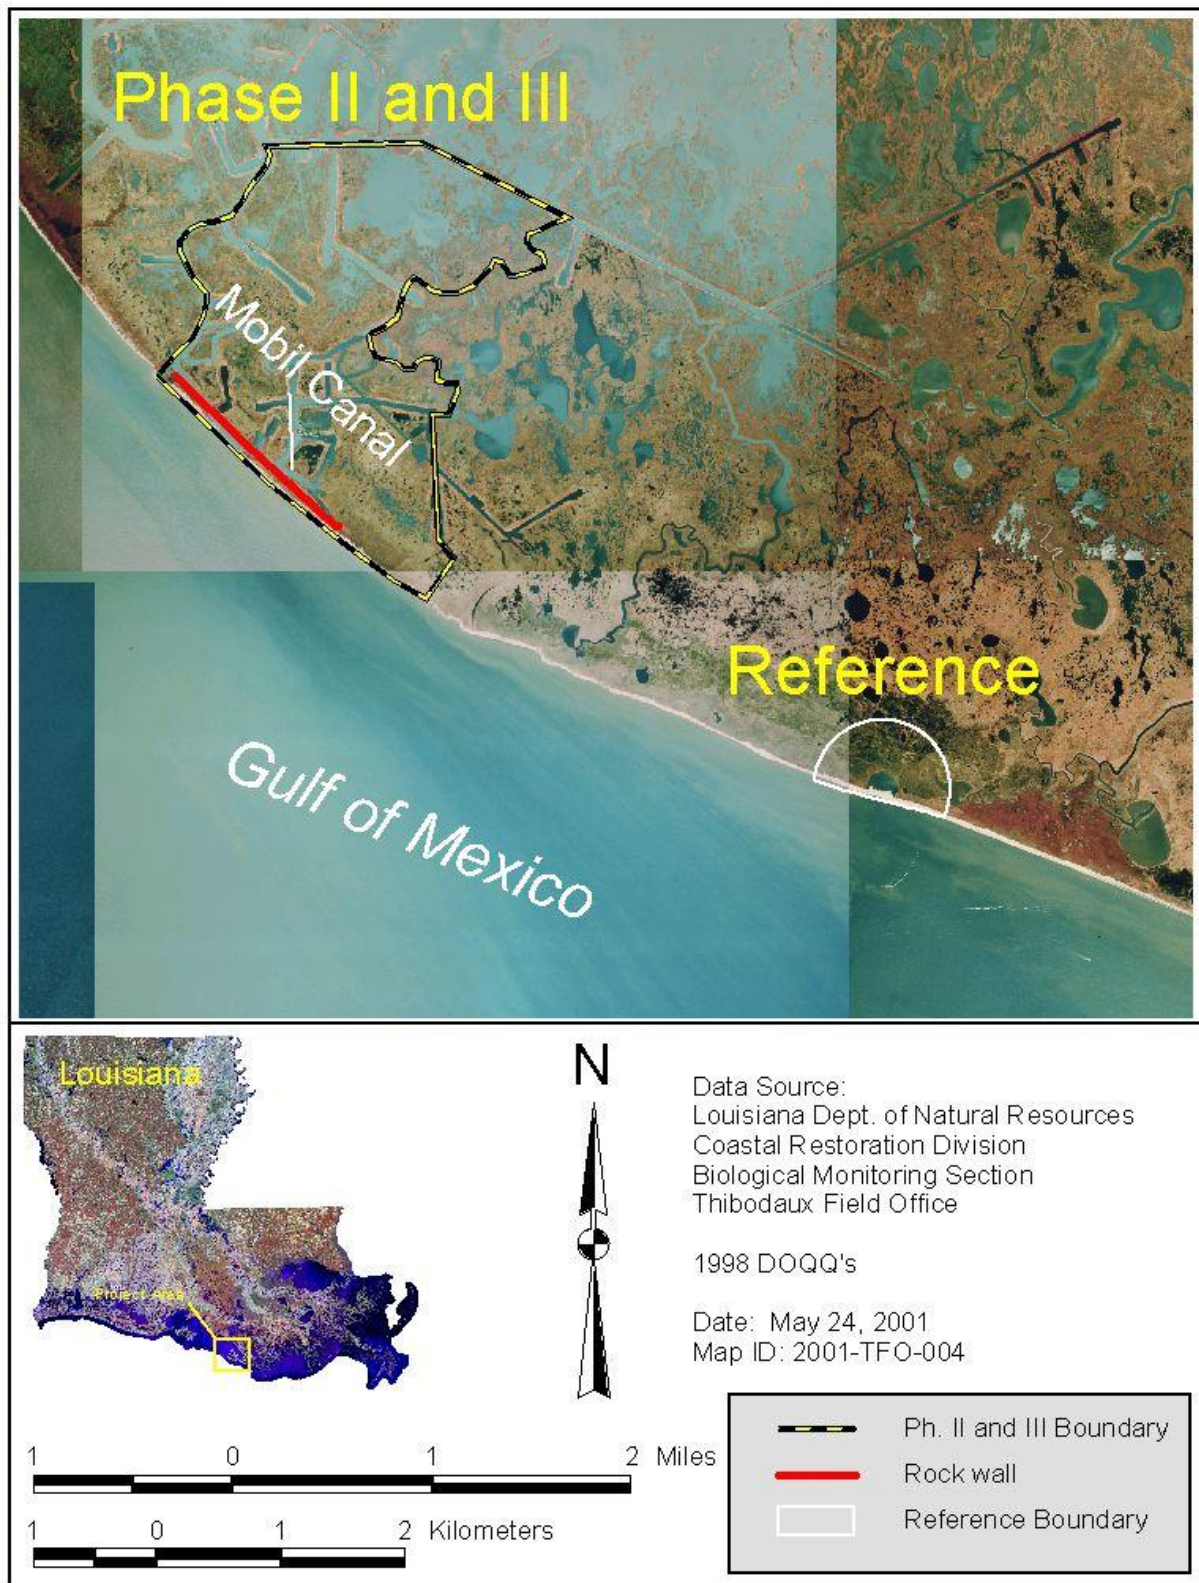 Phase II and III
Mobil Canal
Reference
Gulf of Mexico
Louisiana
Project Area
N
Data Source:
Louisiana Dept. of Natural Resources
Coastal Restoration Division
Biological Monitoring Section
Thibodaux Field Office
1998 DOQQ's
Date: May 24, 2001
Map ID: 2001-TFO-004
1 0 1 2 Miles
1 0 1 2 Kilometers
Ph. II and III Boundary
Rock wall
Reference Boundary